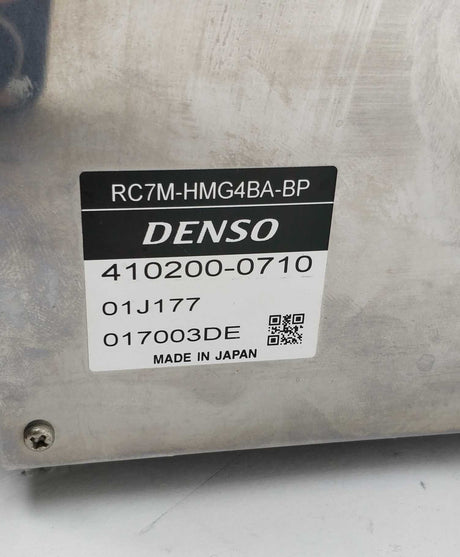 RC7M-HMG4BA-BP
DENSO
410200-0710
01J177
017003DE
MADE IN JAPAN